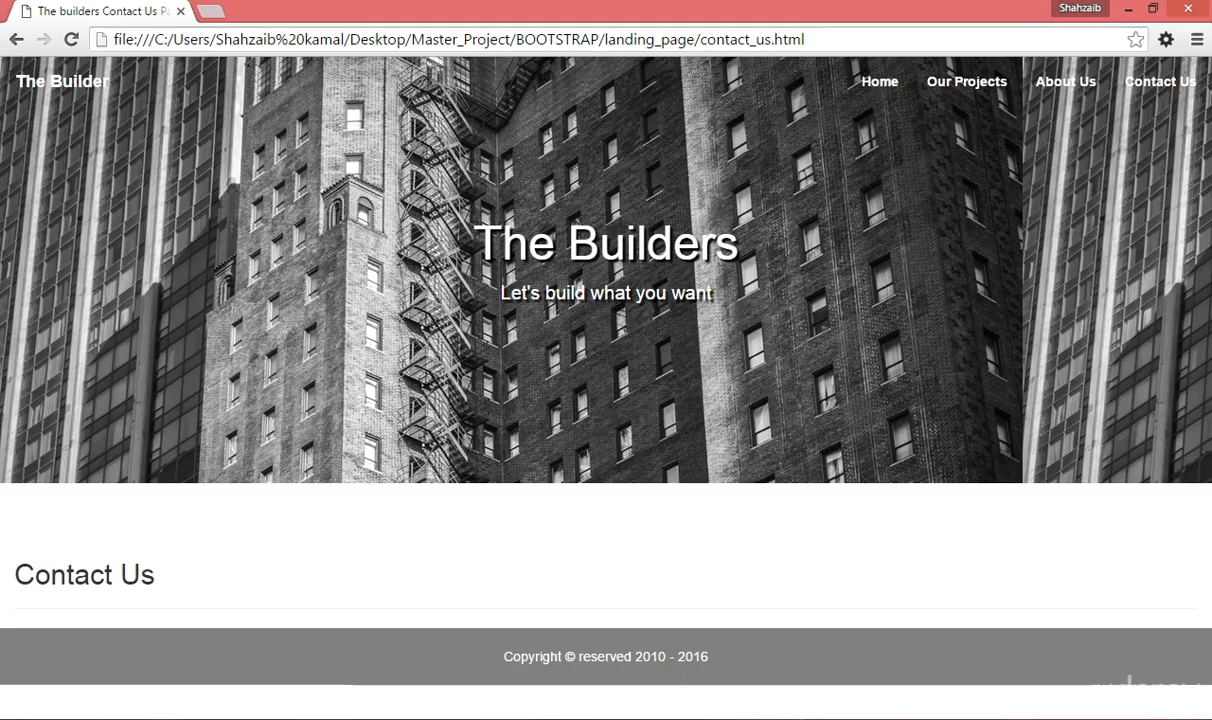 The builders Contact Us Pa
Shahzaib
file:///C:/Users/Shahzaib%20kamal/Desktop/Master_Project/BOOTSTRAP/landing_page/contact_us.html
The Builder
Home
Our Projects
About Us
Contact Us
The Builders
Let's build what you want
Contact Us
Copyright © reserved 2010 - 2016